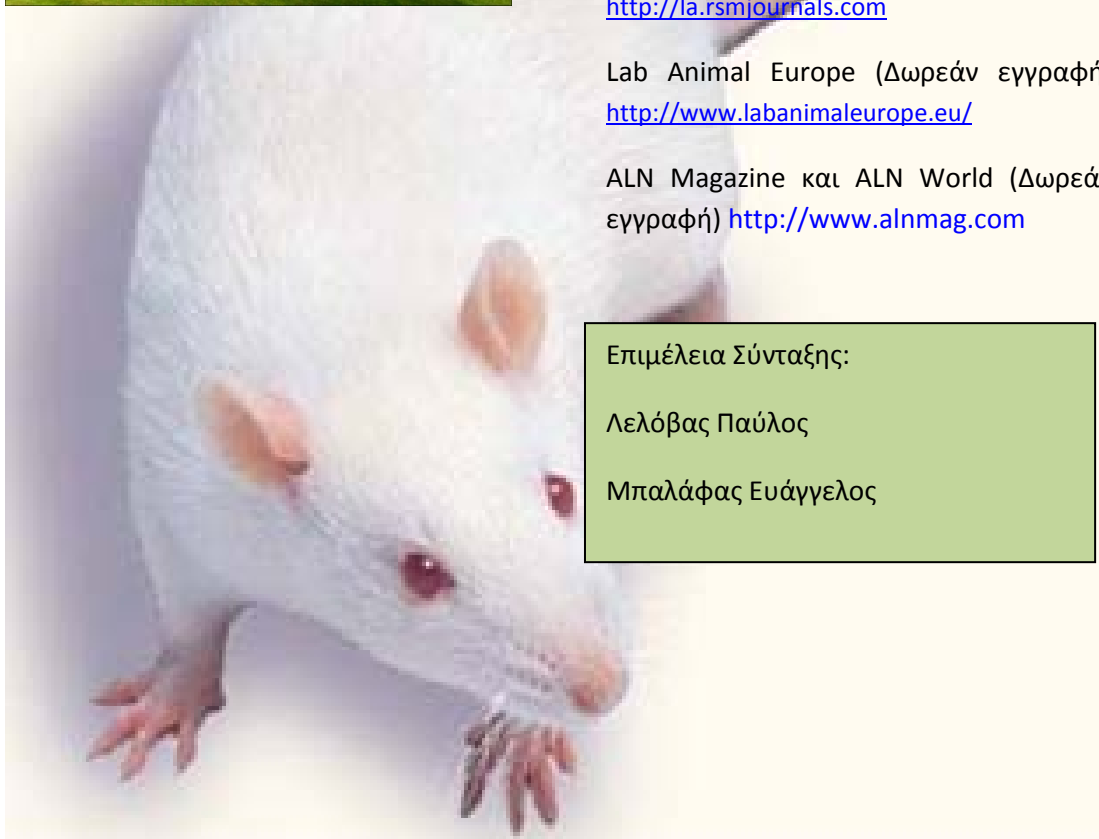 http://la.rsmjournals.com
Lab Animal Europe (Δωρεάν εγγραφή
http://www.labanimaleurope.eu/
ALN Magazine και ALN World (Δωρεά
εγγραφή) http://www.alnmag.com
Επιμέλεια Σύνταξης:
Λελόβας Παύλος
Μπαλάφας Ευάγγελος